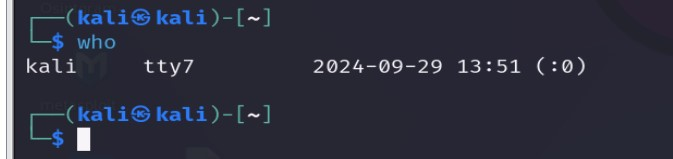 ┌──(kali㉿kali)-[~]
└─$ who
kali     tty7         2024-09-29 13:51 (:0)
┌──(kali㉿kali)-[~]
└─$